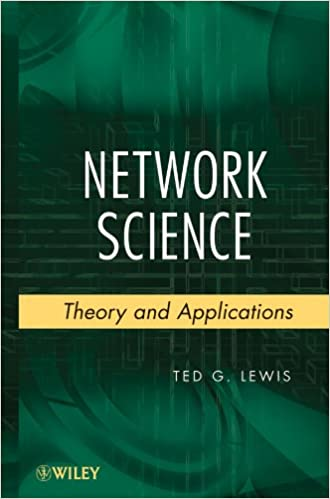 NETWORK
SCIENCE
Theory and Applications
TED G. LEWIS
WILEY